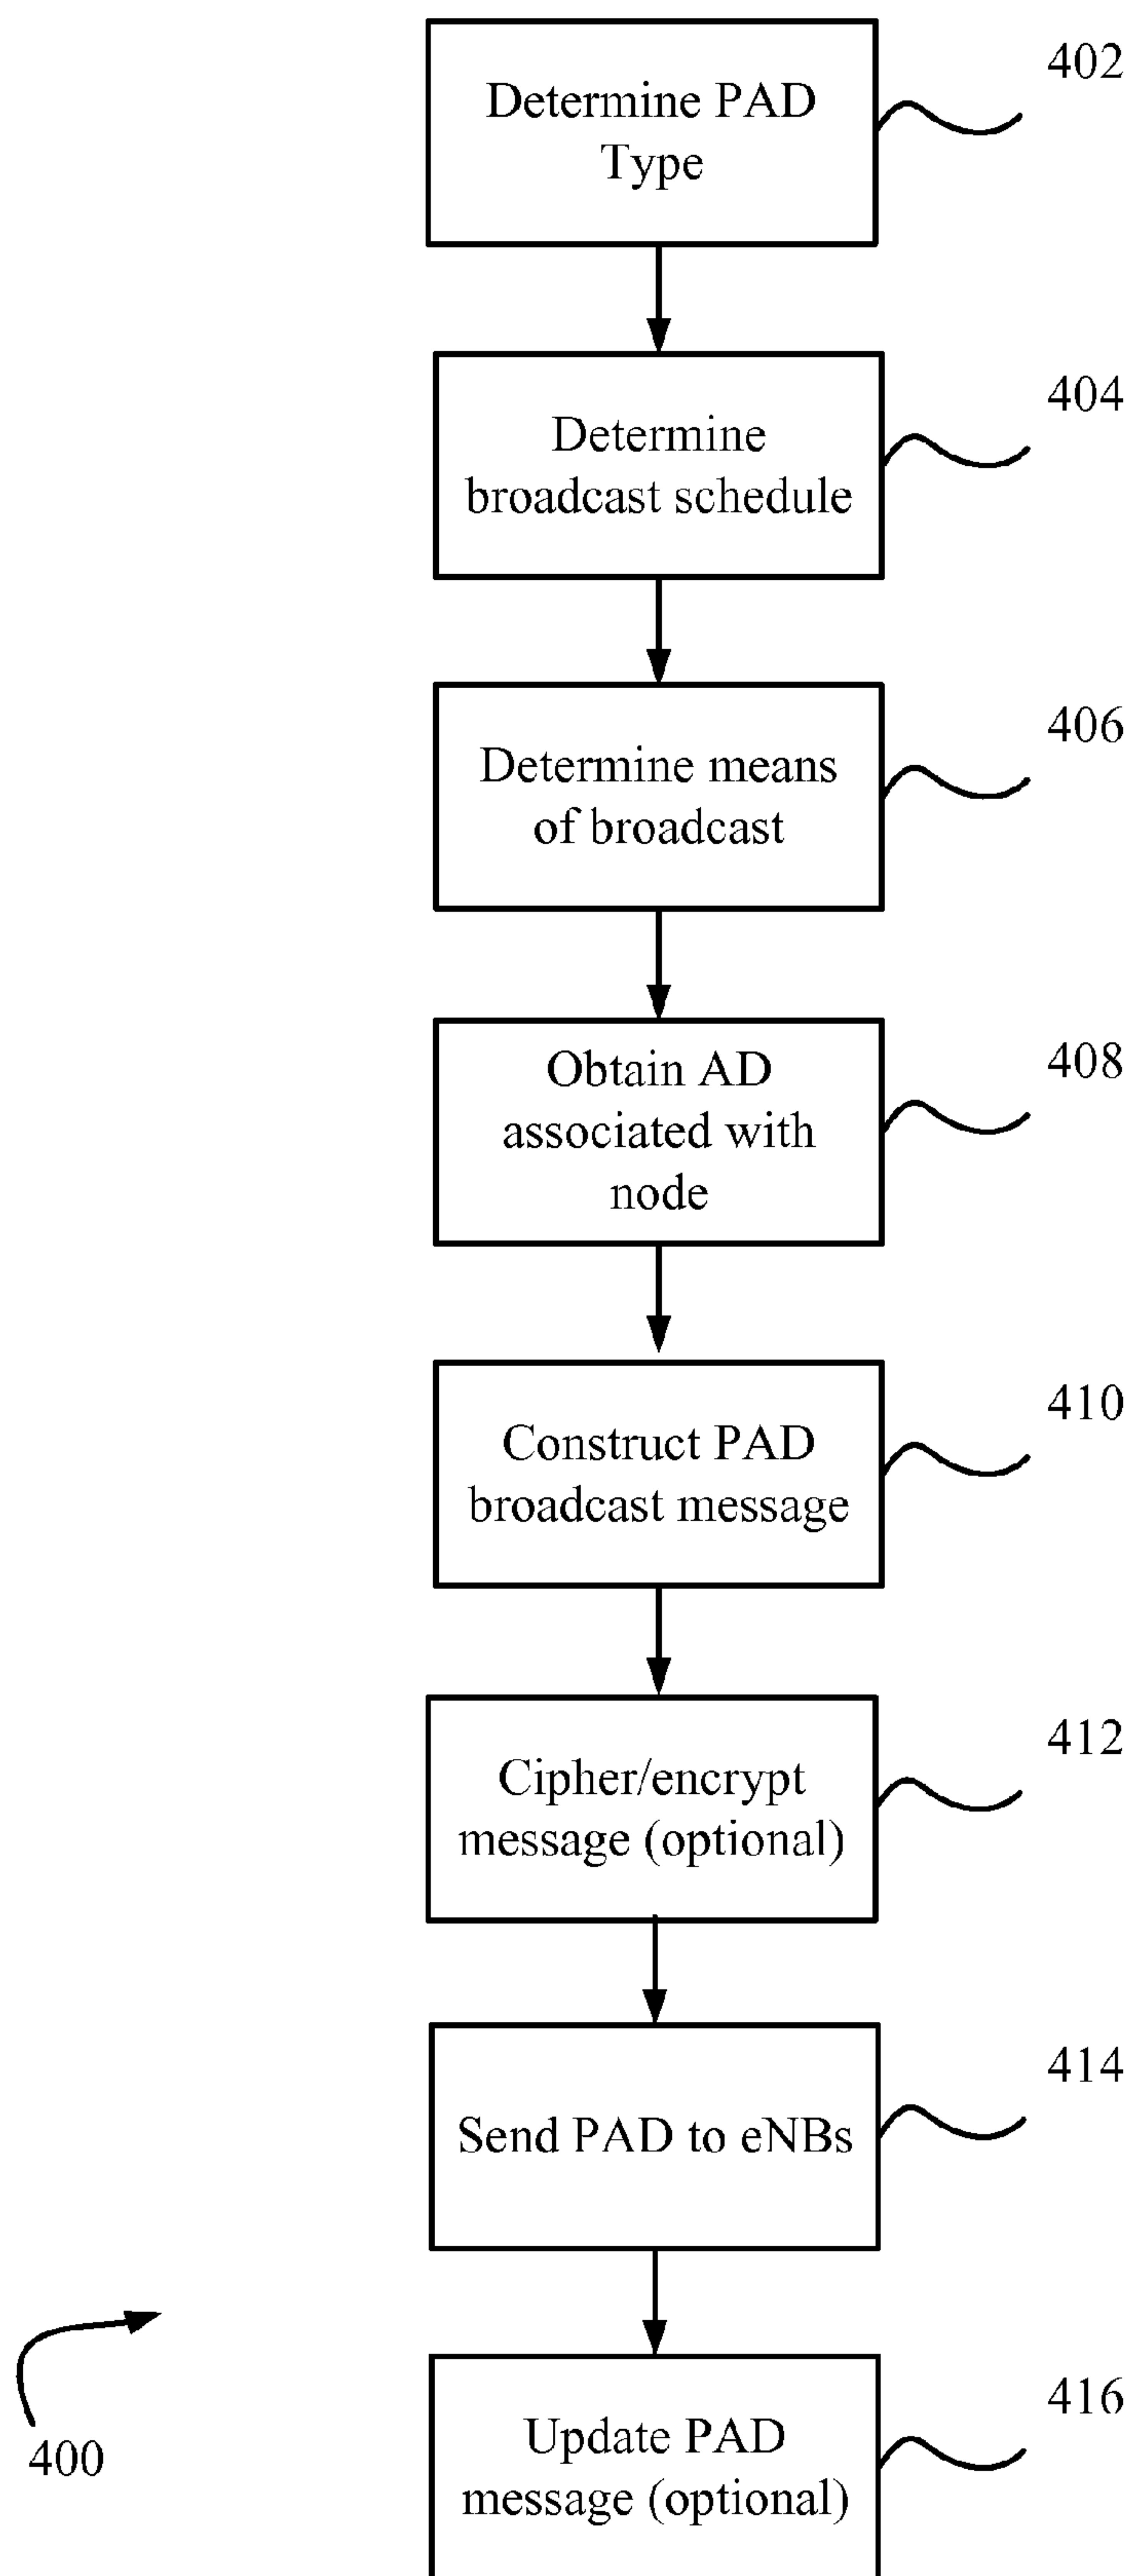 402
Determine PAD
Type
404
Determine
broadcast schedule
406
Determine means
of broadcast
408
Obtain AD
associated with
node
410
Construct PAD
broadcast message
412
Cipher/encrypt
message (optional)
414
Send PAD to eNBs
416
Update PAD
message (optional)
400